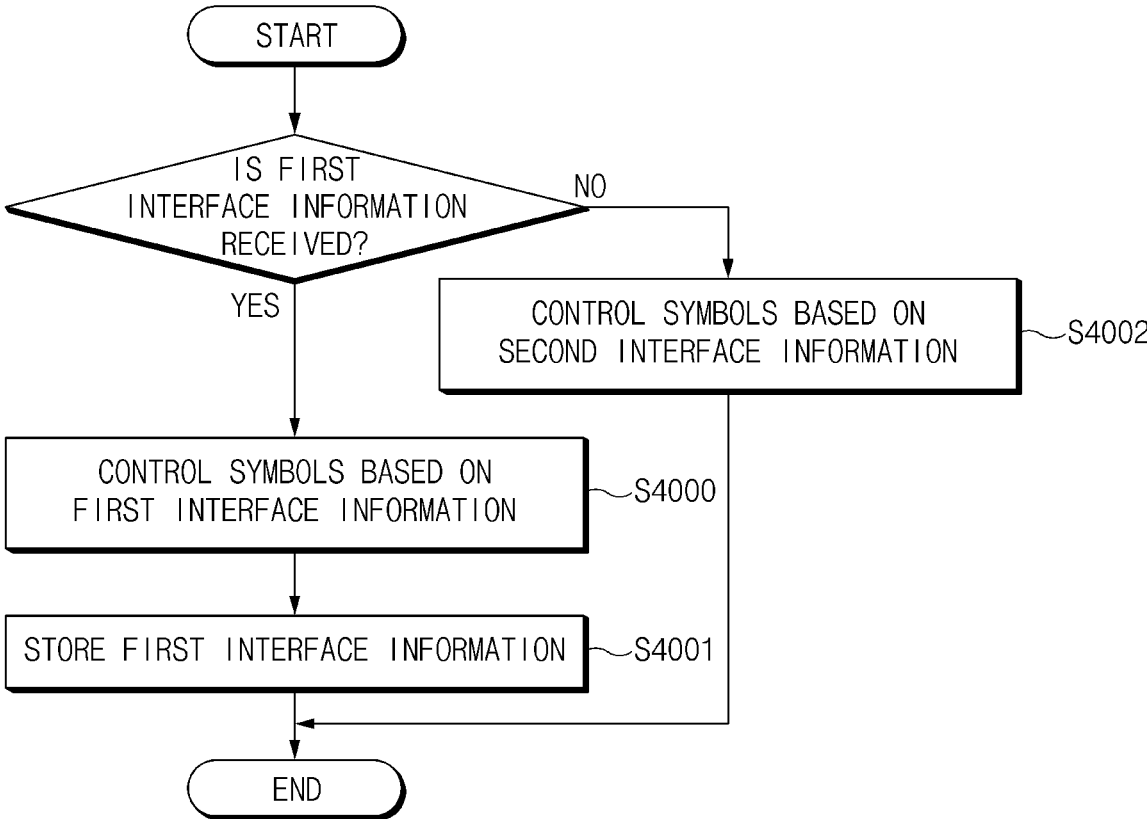 START
IS FIRST
INTERFACE INFORMATION
RECEIVED?
NO
YES
CONTROL SYMBOLS BASED ON
SECOND INTERFACE INFORMATION
S4002
CONTROL SYMBOLS BASED ON
FIRST INTERFACE INFORMATION
S4000
STORE FIRST INTERFACE INFORMATION
S4001
END